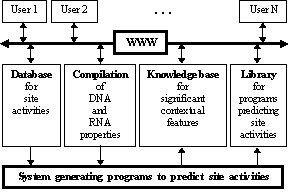 User 1
User 2
. . .
User N
WWW
Database
for
site
activities
Compilation
of
DNA
and
RNA
properties
Knowledge base
for
significant
contextual
features
Library
for
programs
predicting
site
activities
System generating programs to predict site activities